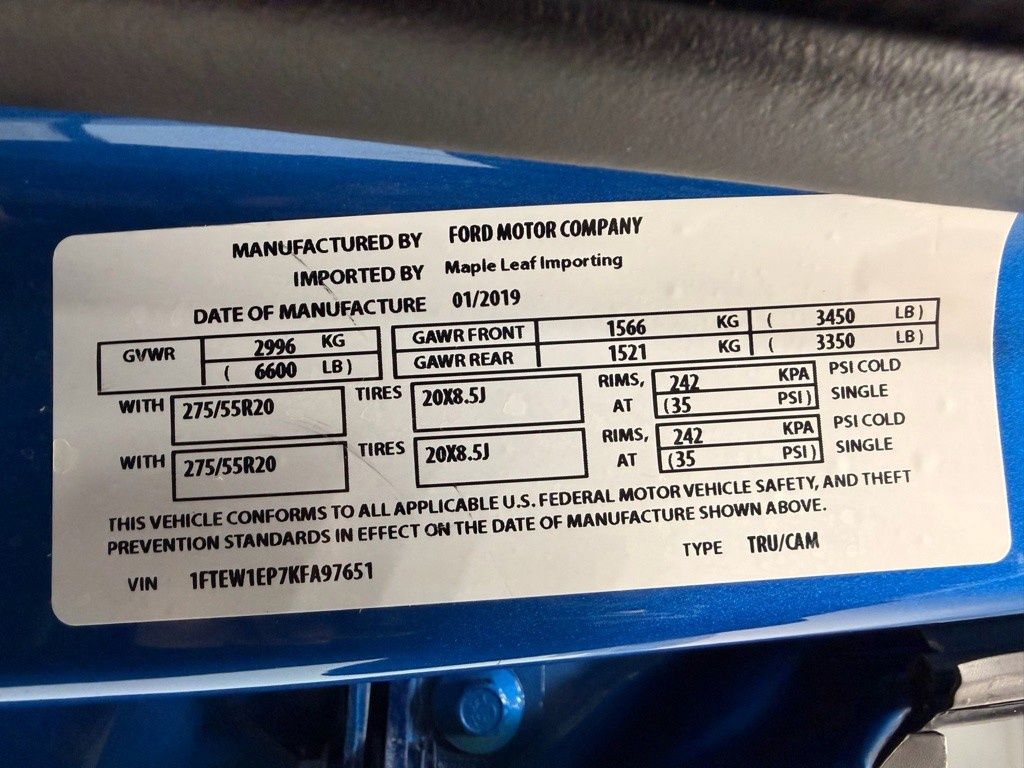 MANUFACTURED BY FORD MOTOR COMPANY
IMPORTED BY Maple Leaf Importing
DATE OF MANUFACTURE 01/2019
GVWR 2996 KG GAWR FRONT 1566 KG ( 3450 LB )
( 6600 LB ) GAWR REAR 1521 KG ( 3350 LB )
WITH 275/55R20 TIRES 20X8.5J RIMS, 242 KPA PSI COLD
AT (35 PSI ) SINGLE
WITH 275/55R20 TIRES 20X8.5J RIMS, 242 KPA PSI COLD
AT (35 PSI ) SINGLE
THIS VEHICLE CONFORMS TO ALL APPLICABLE U.S. FEDERAL MOTOR VEHICLE SAFETY, AND THEFT
PREVENTION STANDARDS IN EFFECT ON THE DATE OF MANUFACTURE SHOWN ABOVE.
VIN 1FTEW1EP7KFA97651 TYPE TRU/CAM